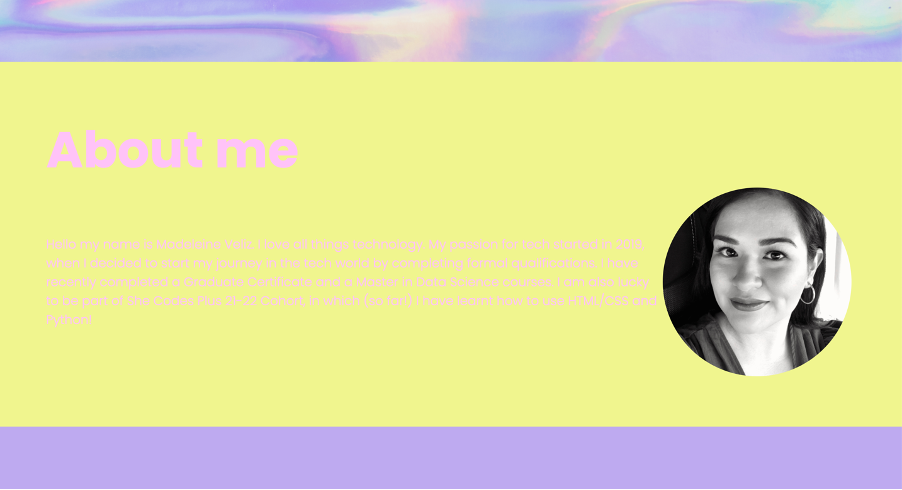 About me
Hello my name is Madeleine Veliz. I love all things technology. My passion for tech started in 2019,
when I decided to start my journey in the tech world by completing formal qualifications. I have
recently completed a Graduate Certificate and a Master in Data Science courses. I am also lucky
to be part of She Codes Plus 21-22 Cohort, in which (so far!) I have learnt how to use HTML/CSS and
Python!